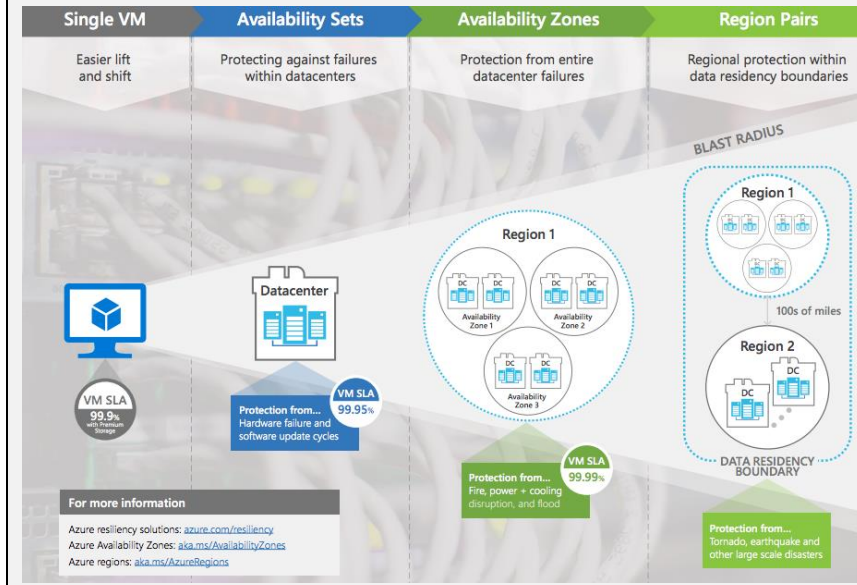 Single VM
Availability Sets
Availability Zones
Region Pairs
Easier lift
and shift
Protecting against failures
within datacenters
Protection from entire
datacenter failures
Regional protection within
data residency boundaries
BLAST RADIUS
VM SLA
99.9%
with Premium
Storage
Datacenter
Protection from...
Hardware failure and
software update cycles
VM SLA
99.95%
Region 1
DC DC
Availability
Zone 1
DC DC
Availability
Zone 2
DC DC
Availability
Zone 3
Protection from...
Fire, power + cooling
disruption, and flood
VM SLA
99.99%
Region 1
DC DC
DC DC
DC DC
100s of miles
Region 2
DC
DC
DATA RESIDENCY
BOUNDARY
Protection from...
Tornado, earthquake and
other large scale disasters
For more information
Azure resiliency solutions: azure.com/resiliency
Azure Availability Zones: aka.ms/AvailabilityZones
Azure regions: aka.ms/AzureRegions